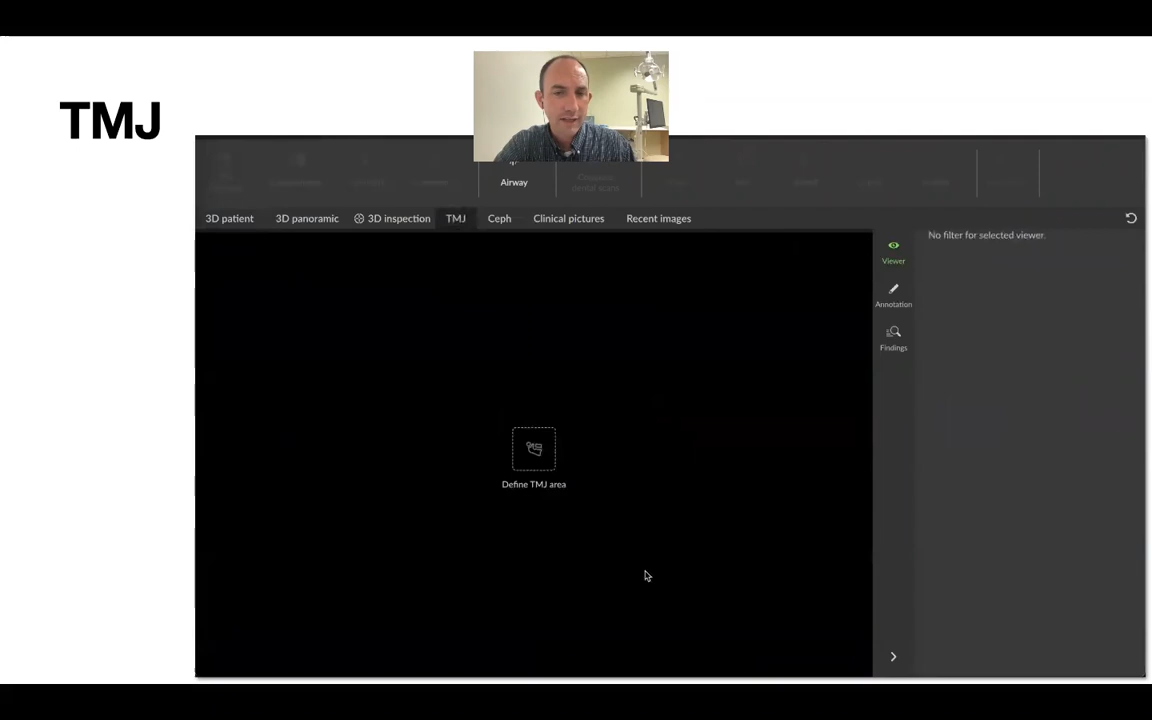 TMJ
Airway
3D patient
3D panoramic
3D inspection
TMJ
Ceph
Clinical pictures
Recent images
No filter for selected viewer.
Viewer
Annotation
Findings
Define TMJ area